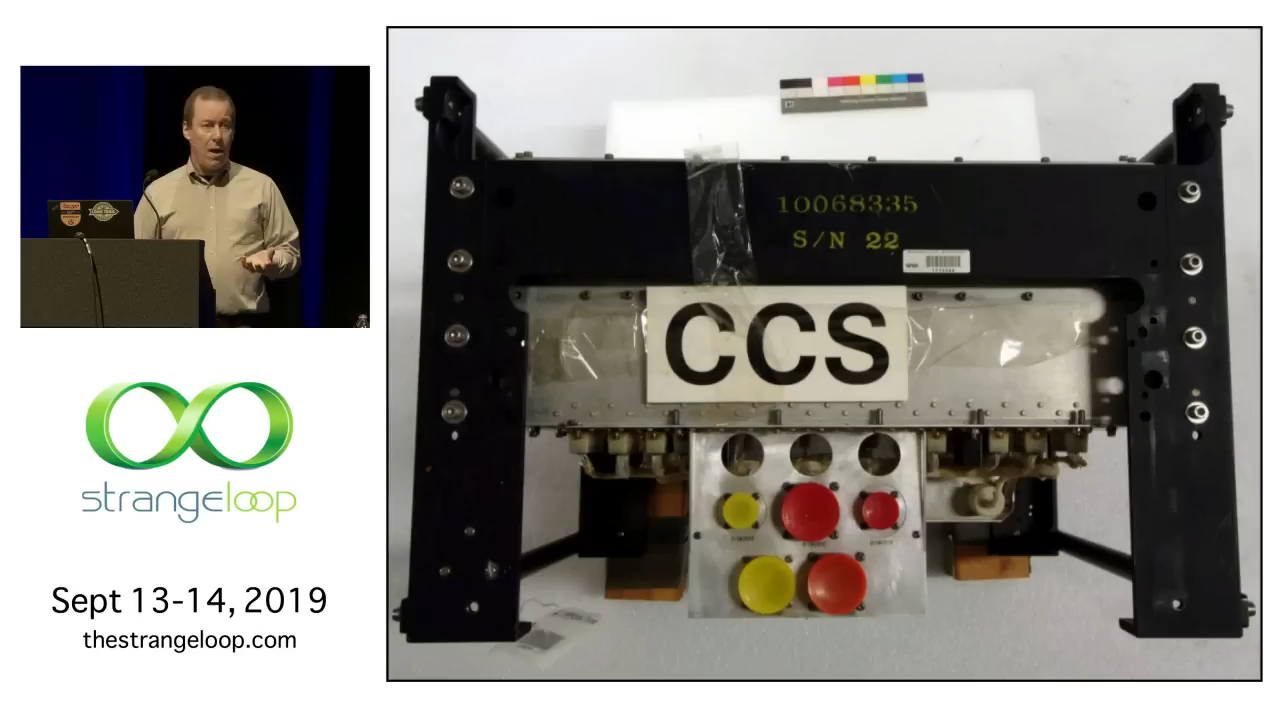 strangeloop
Sept 13-14, 2019
thestrangeloop.com
10068335
S/N 22
CCS